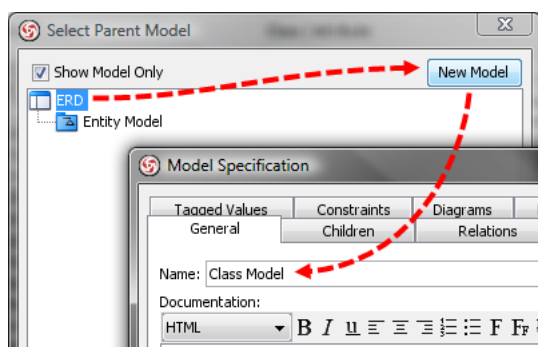 Select Parent Model
Show Model Only
New Model
ERD
Entity Model
Model Specification
Tagged Values Constraints Diagrams
General Children Relations
Name: Class Model
Documentation:
HTML B I U F F